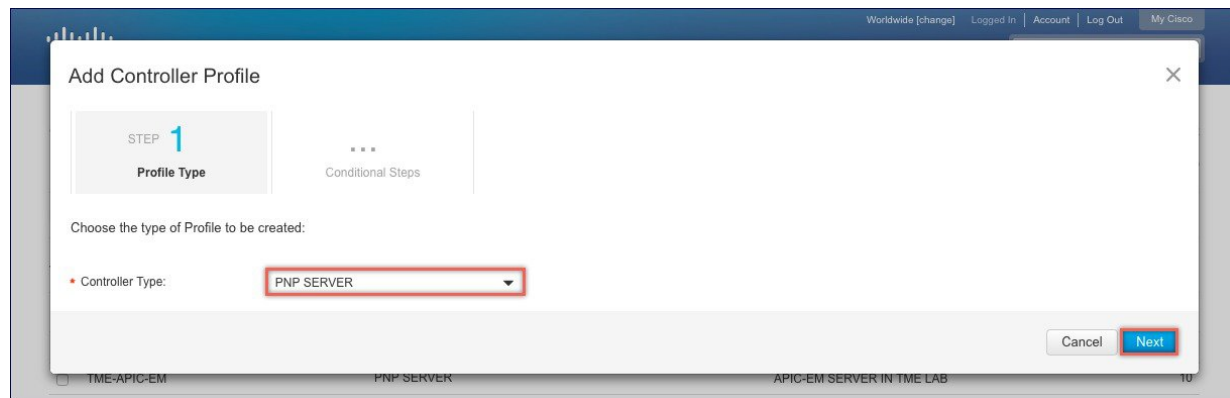 Worldwide [change] Logged In | Account | Log Out My Cisco
Add Controller Profile
STEP 1
Profile Type
...
Conditional Steps
Choose the type of Profile to be created:
• Controller Type: PNP SERVER
Cancel Next
TME-APIC-EM PNP SERVER APIC-EM SERVER IN TME LAB 10